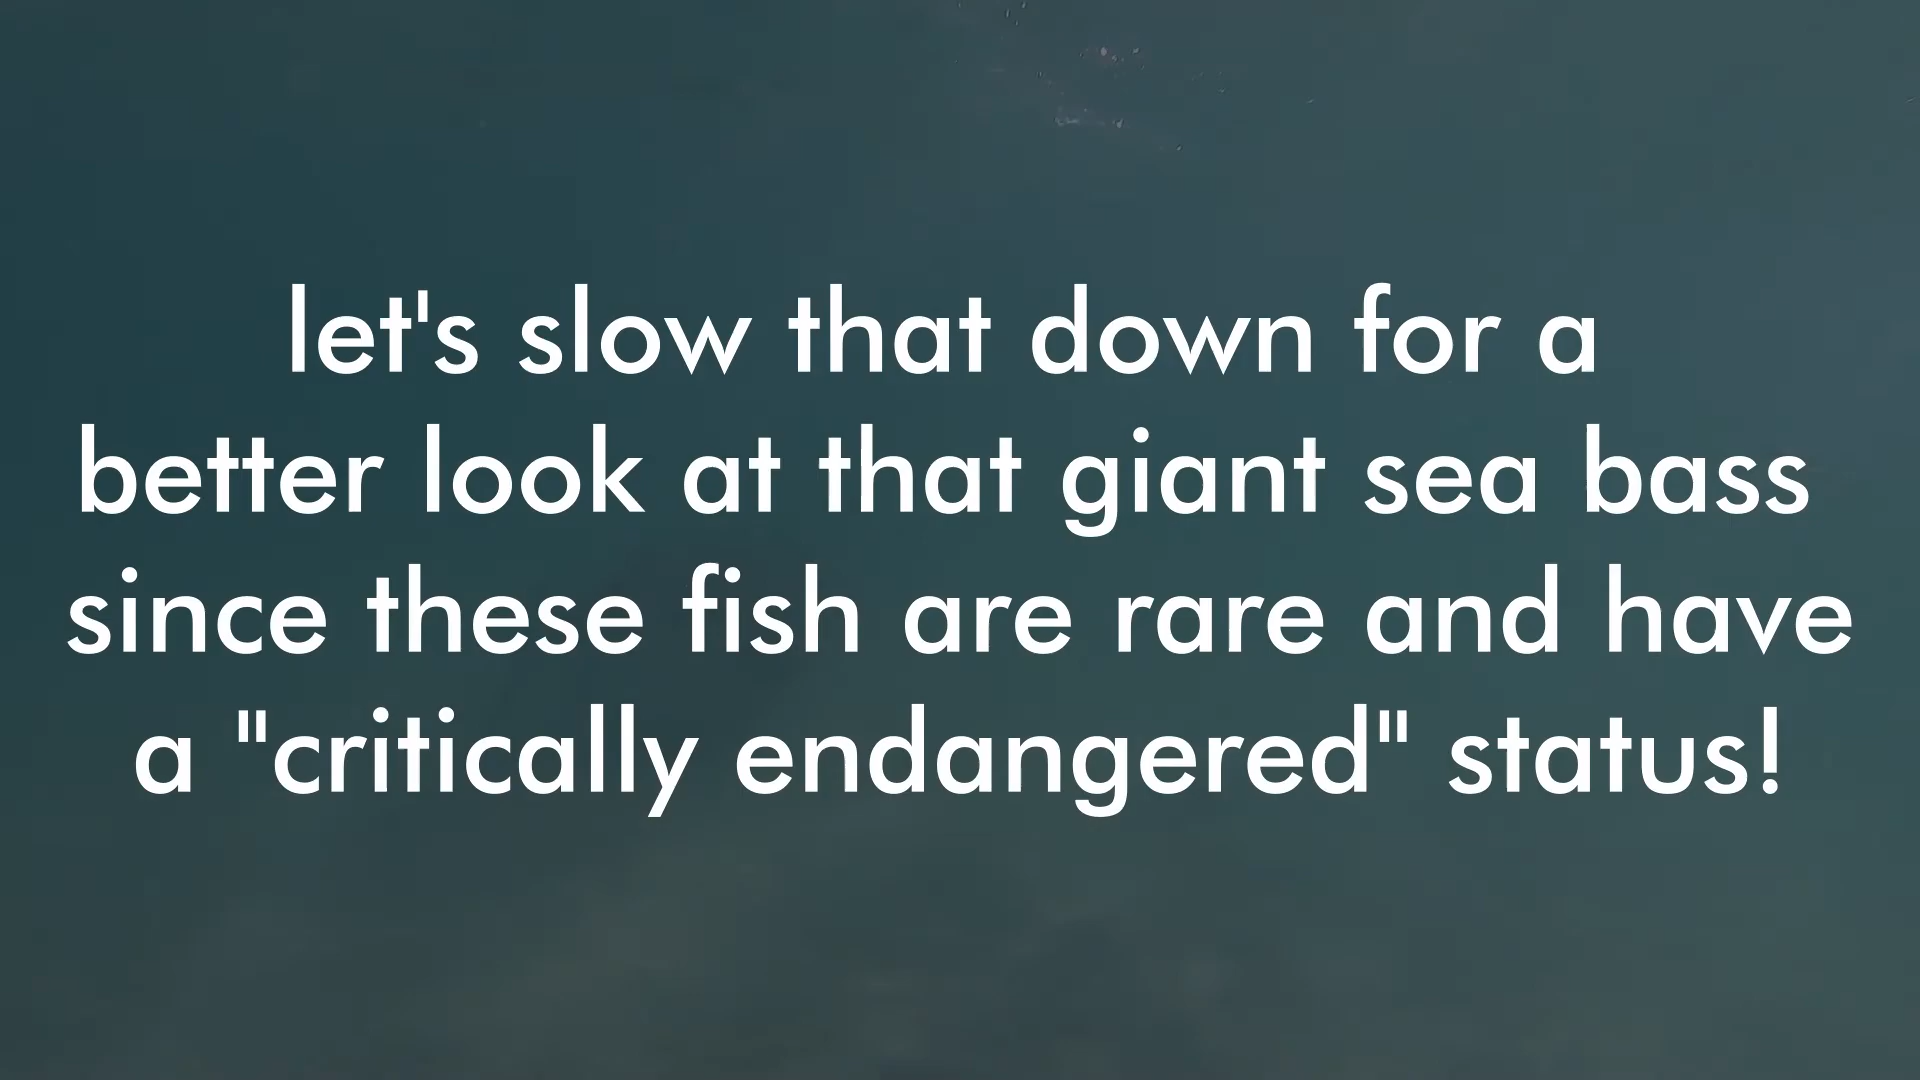 let's slow that down for a
better look at that giant sea bass
since these fish are rare and have
a "critically endangered" status!